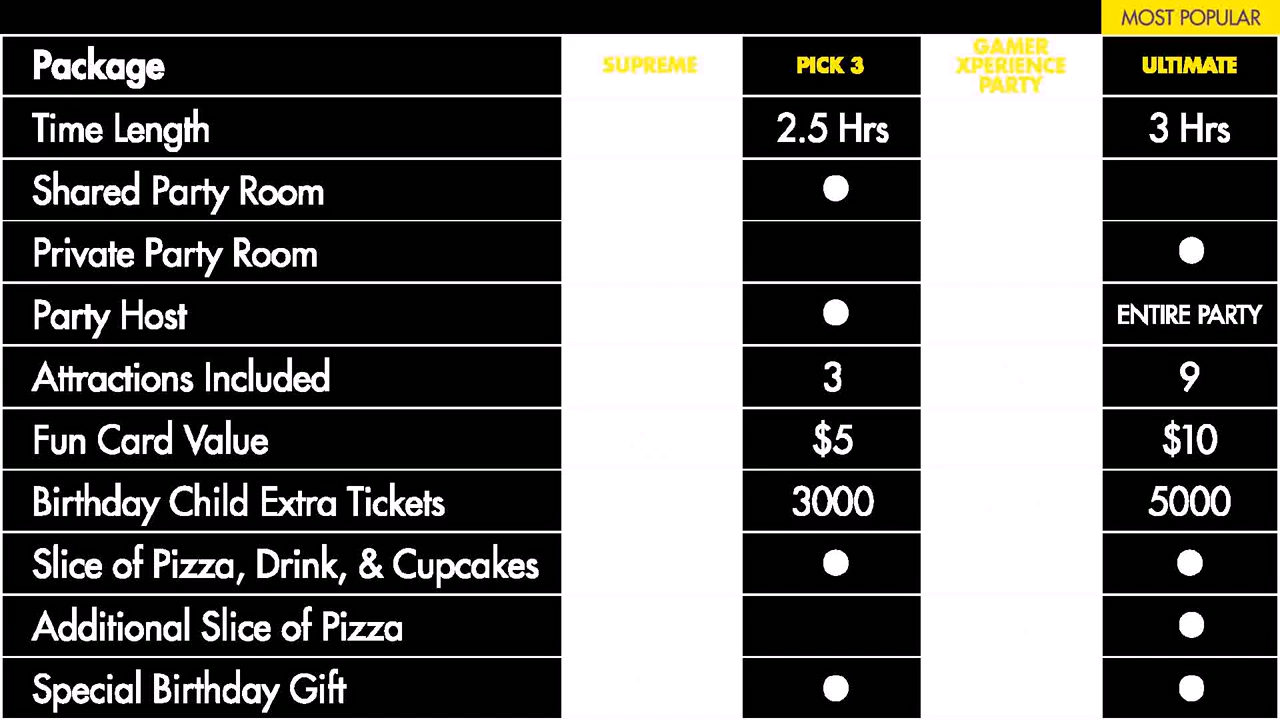 MOST POPULAR
Package SUPREME PICK 3 GAMER XPERIENCE PARTY ULTIMATE
Time Length 2.5 Hrs 3 Hrs
Shared Party Room
Private Party Room
Party Host ENTIRE PARTY
Attractions Included 3 9
Fun Card Value $5 $10
Birthday Child Extra Tickets 3000 5000
Slice of Pizza, Drink, & Cupcakes
Additional Slice of Pizza
Special Birthday Gift